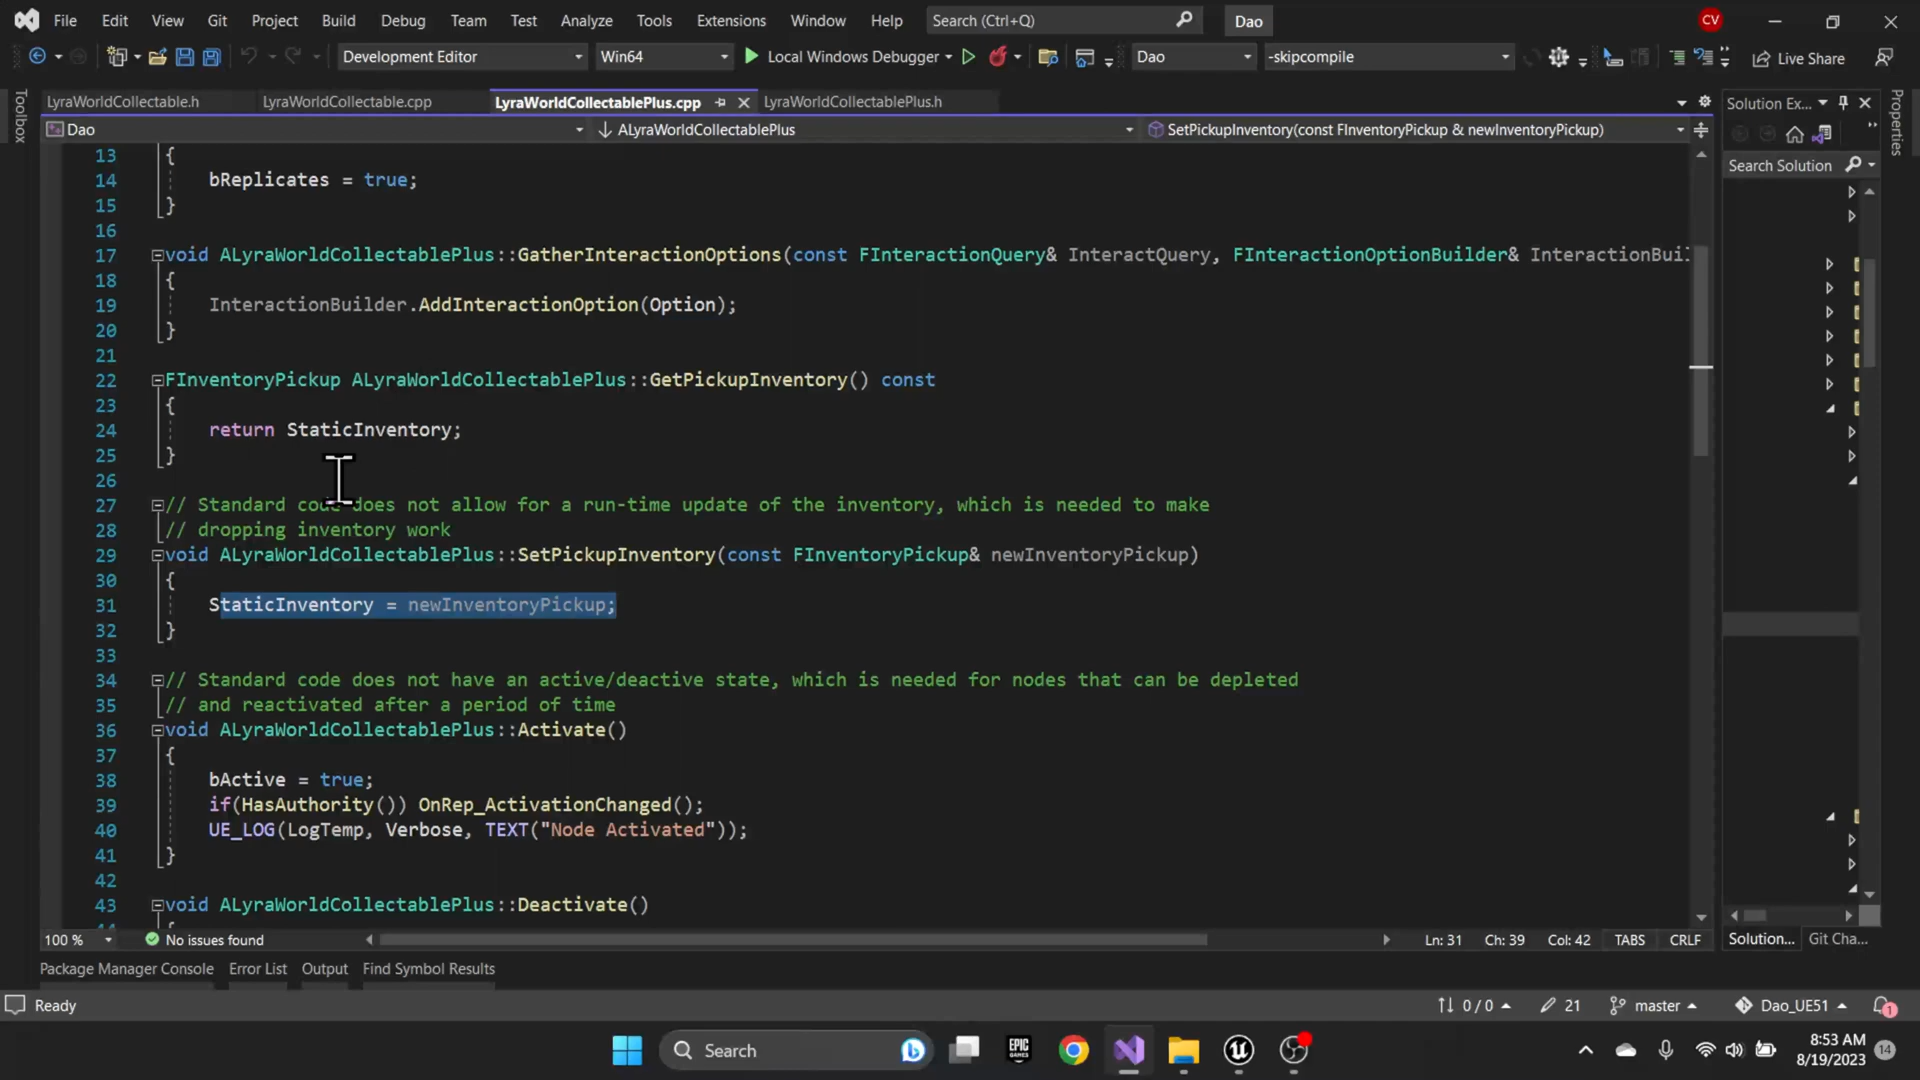 File Edit View Git Project Build Debug Team Test Analyze Tools Extensions Window Help Search (Ctrl+Q) Dao CV
Development Editor Win64 Local Windows Debugger Dao -skipcompile Live Share
Toolbox
LyraWorldCollectable.h LyraWorldCollectable.cpp LyraWorldCollectablePlus.cpp LyraWorldCollectablePlus.h
Solution Ex...
Properties
Dao ALyraWorldCollectablePlus SetPickupInventory(const FInventoryPickup & newInventoryPickup)
Search Solution
13 {
14 bReplicates = true;
15 }
16
17 void ALyraWorldCollectablePlus::GatherInteractionOptions(const FInteractionQuery& InteractQuery, FInteractionOptionBuilder& InteractionBui
18 {
19 InteractionBuilder.AddInteractionOption(Option);
20 }
21
22 FInventoryPickup ALyraWorldCollectablePlus::GetPickupInventory() const
23 {
24 return StaticInventory;
25 }
26
27 // Standard code does not allow for a run-time update of the inventory, which is needed to make
28 // dropping inventory work
29 void ALyraWorldCollectablePlus::SetPickupInventory(const FInventoryPickup& newInventoryPickup)
30 {
31 StaticInventory = newInventoryPickup;
32 }
33
34 // Standard code does not have an active/deactive state, which is needed for nodes that can be depleted
35 // and reactivated after a period of time
36 void ALyraWorldCollectablePlus::Activate()
37 {
38 bActive = true;
39 if(HasAuthority()) OnRep_ActivationChanged();
40 UE_LOG(LogTemp, Verbose, TEXT("Node Activated"));
41 }
42
43 void ALyraWorldCollectablePlus::Deactivate()
100 % No issues found Ln: 31 Ch: 39 Col: 42 TABS CRLF
Solution... Git Cha...
Package Manager Console Error List Output Find Symbol Results
Ready 0 / 0 21 master Dao_UE51 1
Search EPIC GAMES
8:53 AM
8/19/2023 14